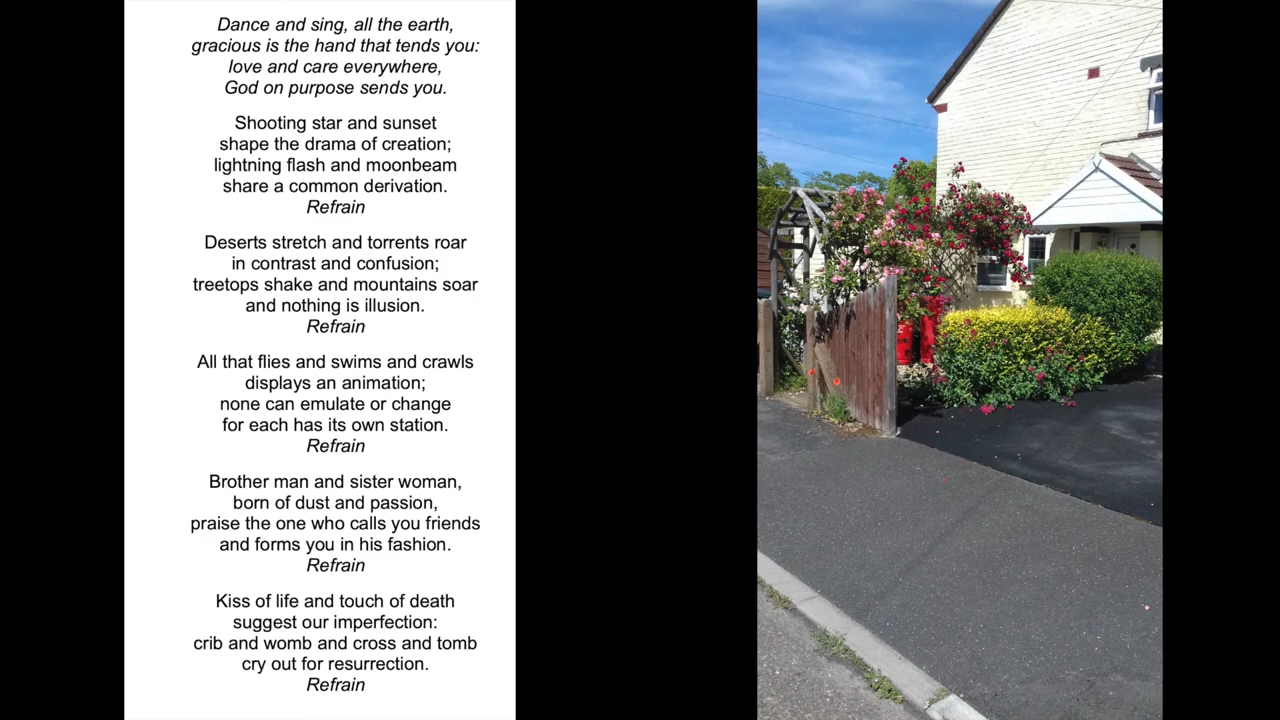 Dance and sing, all the earth,
gracious is the hand that tends you:
love and care everywhere,
God on purpose sends you.
Shooting star and sunset
shape the drama of creation;
lightning flash and moonbeam
share a common derivation.
Refrain
Deserts stretch and torrents roar
in contrast and confusion;
treetops shake and mountains soar
and nothing is illusion.
Refrain
All that flies and swims and crawls
displays an animation;
none can emulate or change
for each has its own station.
Refrain
Brother man and sister woman,
born of dust and passion,
praise the one who calls you friends
and forms you in his fashion.
Refrain
Kiss of life and touch of death
suggest our imperfection:
crib and womb and cross and tomb
cry out for resurrection.
Refrain